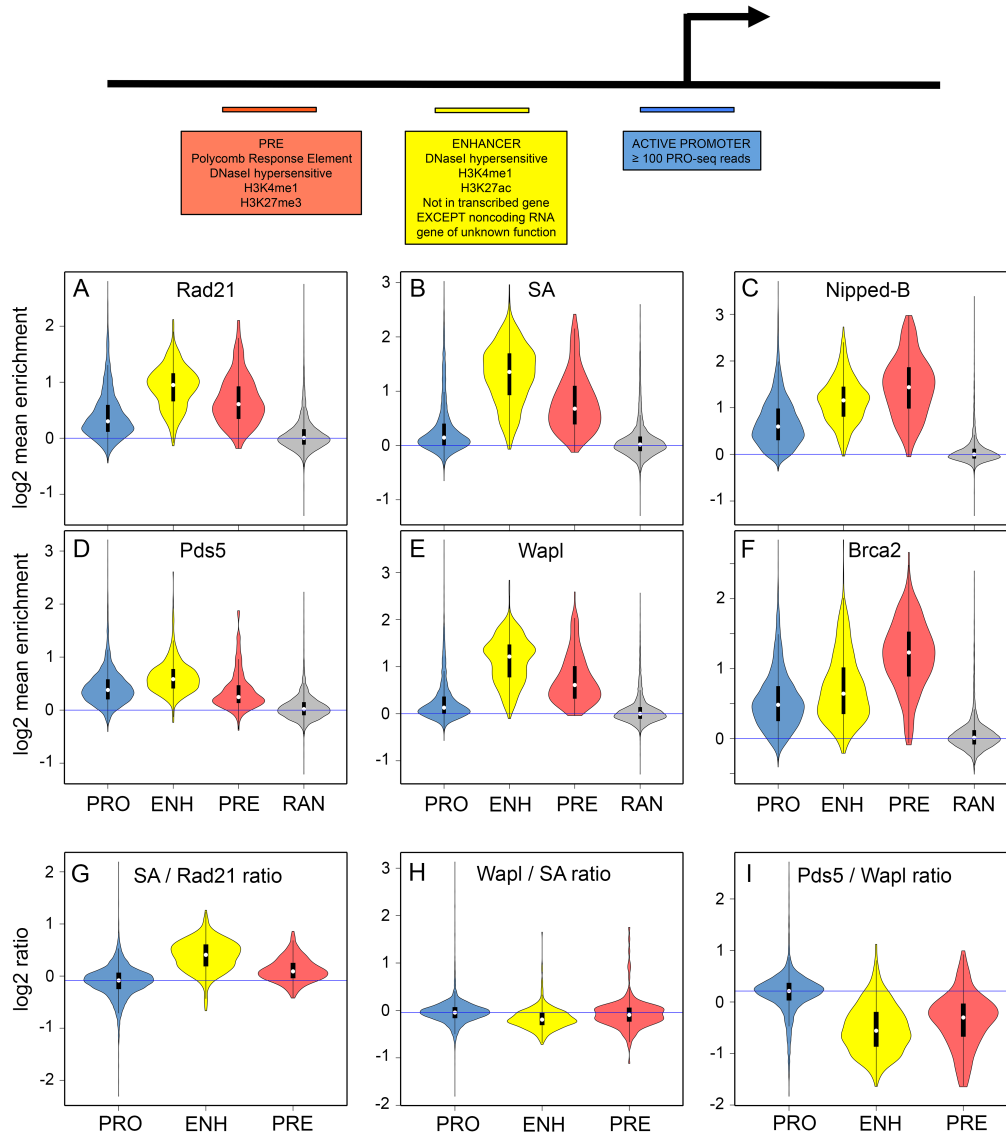 PRE
Polycomb Response Element
DNaseI hypersensitive
H3K4me1
H3K27me3
ENHANCER
DNaseI hypersensitive
H3K4me1
H3K27ac
Not in transcribed gene
EXCEPT noncoding RNA
gene of unknown function
ACTIVE PROMOTER
≥ 100 PRO-seq reads
A
Rad21
log2 mean enrichment
2
1
0
-1
B
SA
3
2
1
0
-1
C
Nipped-B
3
2
1
0
-1
D
Pds5
log2 mean enrichment
3
2
1
0
-1
PRO ENH PRE RAN
E
Wapl
3
2
1
0
-1
PRO ENH PRE RAN
F
Brca2
2
1
0
PRO ENH PRE RAN
G
SA / Rad21 ratio
log2 ratio
2
1
0
-1
-2
PRO ENH PRE
H
Wapl / SA ratio
3
2
1
0
-1
-2
PRO ENH PRE
I
Pds5 / Wapl ratio
2
1
0
-1
-2
PRO ENH PRE